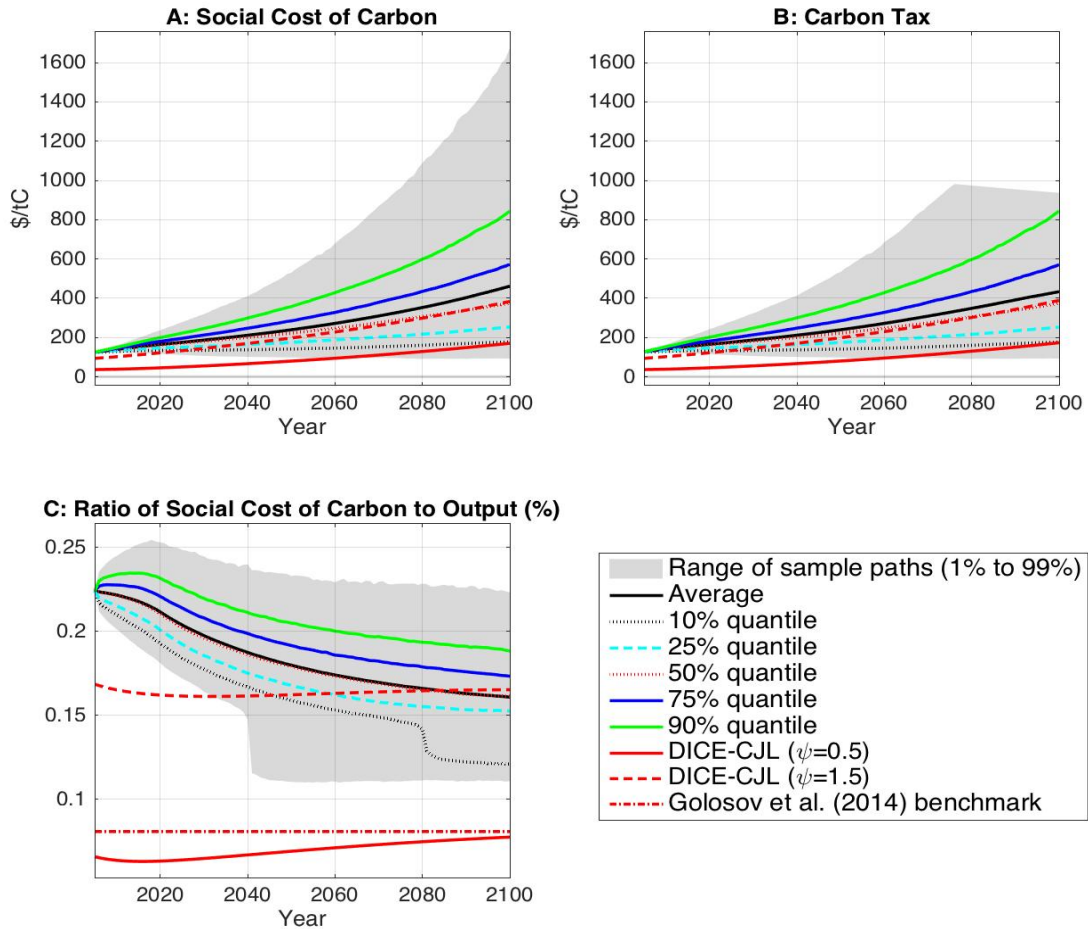 A: Social Cost of Carbon
1600
1400
1200
1000
800
600
400
200
0
$/tC
2020 2040 2060 2080 2100
Year
B: Carbon Tax
1600
1400
1200
1000
800
600
400
200
0
$/tC
2020 2040 2060 2080 2100
Year
C: Ratio of Social Cost of Carbon to Output (%)
0.25
0.2
0.15
0.1
2020 2040 2060 2080 2100
Year
Range of sample paths (1% to 99%)
Average
10% quantile
25% quantile
50% quantile
75% quantile
90% quantile
DICE-CJL (ψ=0.5)
DICE-CJL (ψ=1.5)
Golosov et al. (2014) benchmark